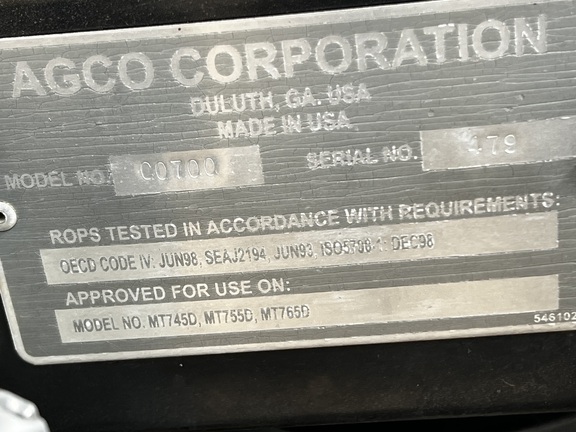 AGCO CORPORATION
DULUTH, GA. USA
MADE IN USA
MODEL NO. C0700 SERIAL NO. 479
ROPS TESTED IN ACCORDANCE WITH REQUIREMENTS:
OECD CODE IV: JUN98, SEAJ2194, JUN93, ISO5700-1: DEC98
APPROVED FOR USE ON:
MODEL NO. MT745D, MT755D, MT765D